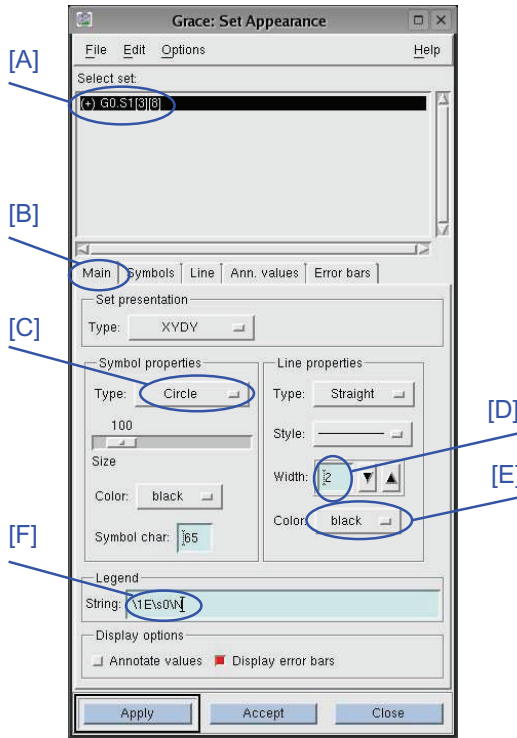 Grace: Set Appearance
File Edit Options Help
[A]
Select set:
(+) G0.S1[3][8]
[B]
Main Symbols Line Ann. values Error bars
Set presentation
Type: XYDY
[C]
Symbol properties Line properties
Type: Circle Type: Straight
[D]
100
Style:
Size
Width: 2
[E]
Color: black
Color: black
[F]
Symbol char: 65
Legend
String: \1E\s0\N
Display options
Annotate values Display error bars
Apply Accept Close